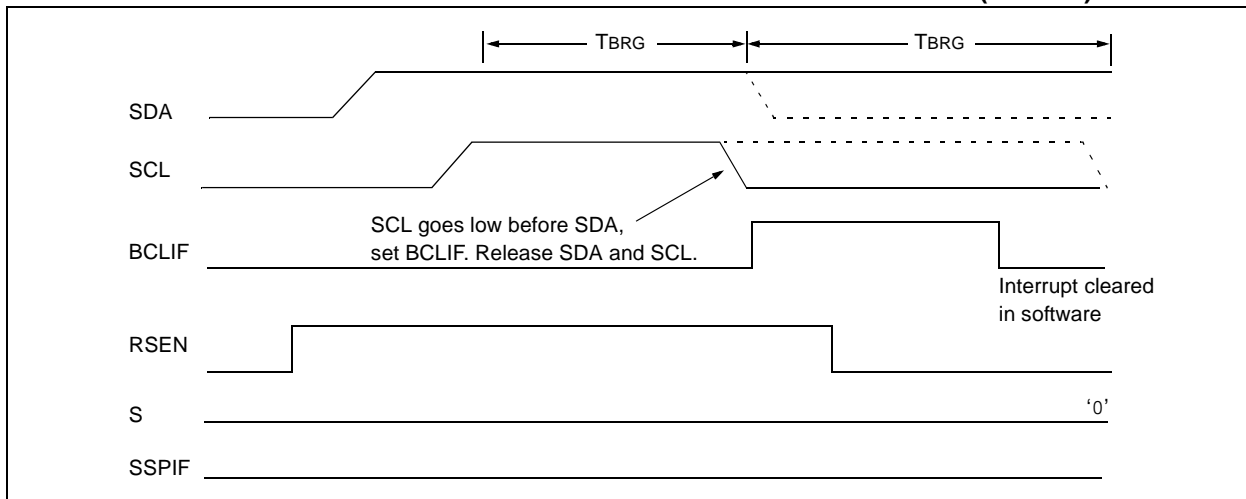 TBRG TBRG
SDA
SCL
SCL goes low before SDA,
set BCLIF. Release SDA and SCL.
BCLIF
Interrupt cleared
in software
RSEN
S ‘0’
SSPIF